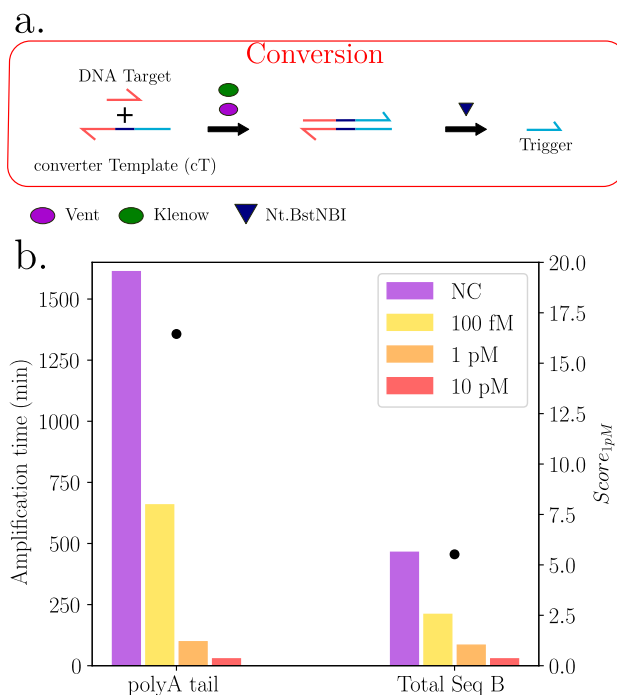 a.
Conversion
DNA Target
+
converter Template (cT)
Trigger
Vent
Klenow
Nt.BstNBI
b.
Amplification time (min)
1500
1250
1000
750
500
250
0
NC
100 fM
1 pM
10 pM
20.0
17.5
15.0
12.5
10.0
7.5
5.0
2.5
0.0
Score1pM
polyA tail
Total Seq B